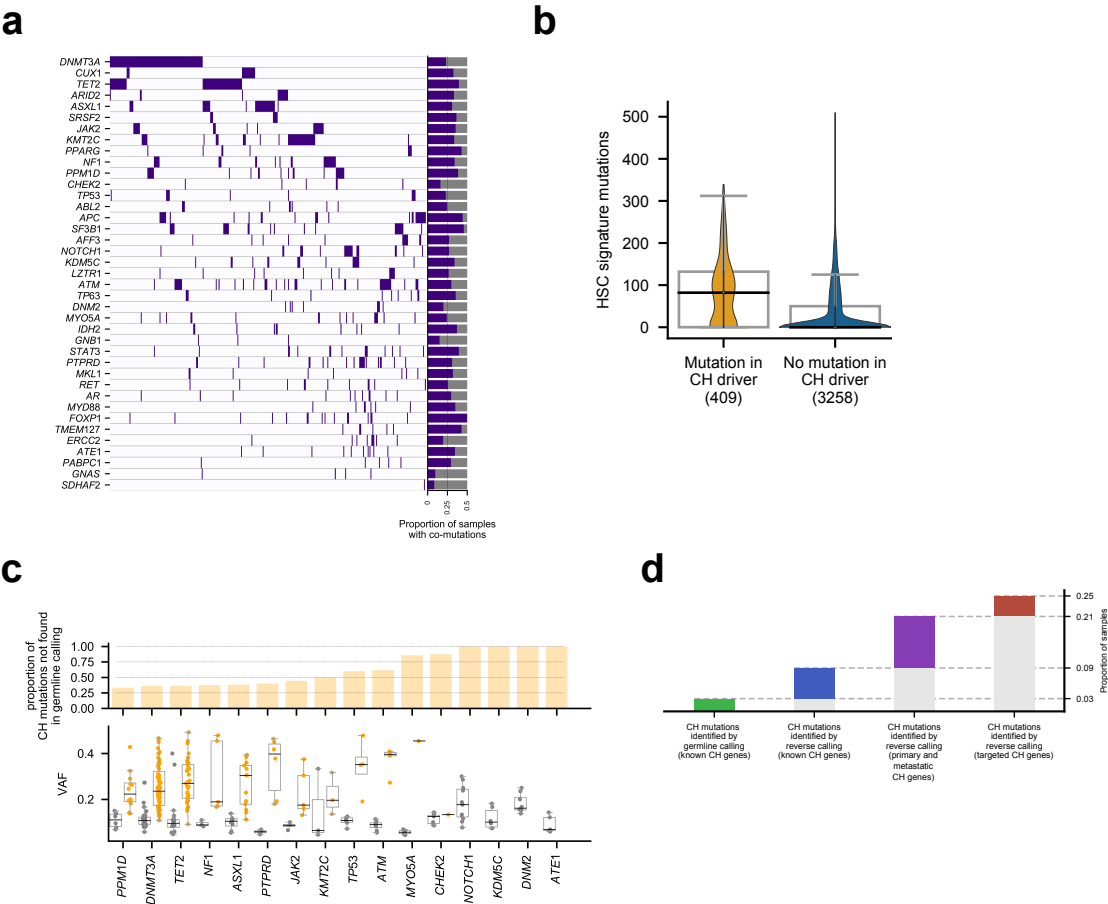 a
DNMT3A
CUX1
TET2
ARID2
ASXL1
SRSF2
JAK2
KMT2C
PPARG
NF1
PPM1D
CHEK2
TP53
ABL2
APC
SF3B1
AFF3
NOTCH1
KDM5C
LZTR1
ATM
TP63
DNM2
MYO5A
IDH2
GNB1
STAT3
PTPRD
MKL1
RET
AR
MYD88
FOXP1
TMEM127
ERCC2
ATE1
PABPC1
GNAS
SDHAF2
0
0.25
0.5
Proportion of samples
with co-mutations
b
HSC signature mutations
500
400
300
200
100
0
Mutation in
CH driver
(409)
No mutation in
CH driver
(3258)
c
proportion of
CH mutations not found
in germline calling
1.00
0.75
0.50
0.25
0.00
VAF
0.4
0.2
PPM1D
DNMT3A
TET2
NF1
ASXL1
PTPRD
JAK2
KMT2C
TP53
ATM
MYO5A
CHEK2
NOTCH1
KDM5C
DNM2
ATE1
d
0.25
0.21
0.09
0.03
Proportion of samples
CH mutations
identified by
germline calling
(known CH genes)
CH mutations
identified by
reverse calling
(known CH genes)
CH mutations
identified by
reverse calling
(primary and
metastatic
CH genes)
CH mutations
identified by
reverse calling
(targeted CH genes)